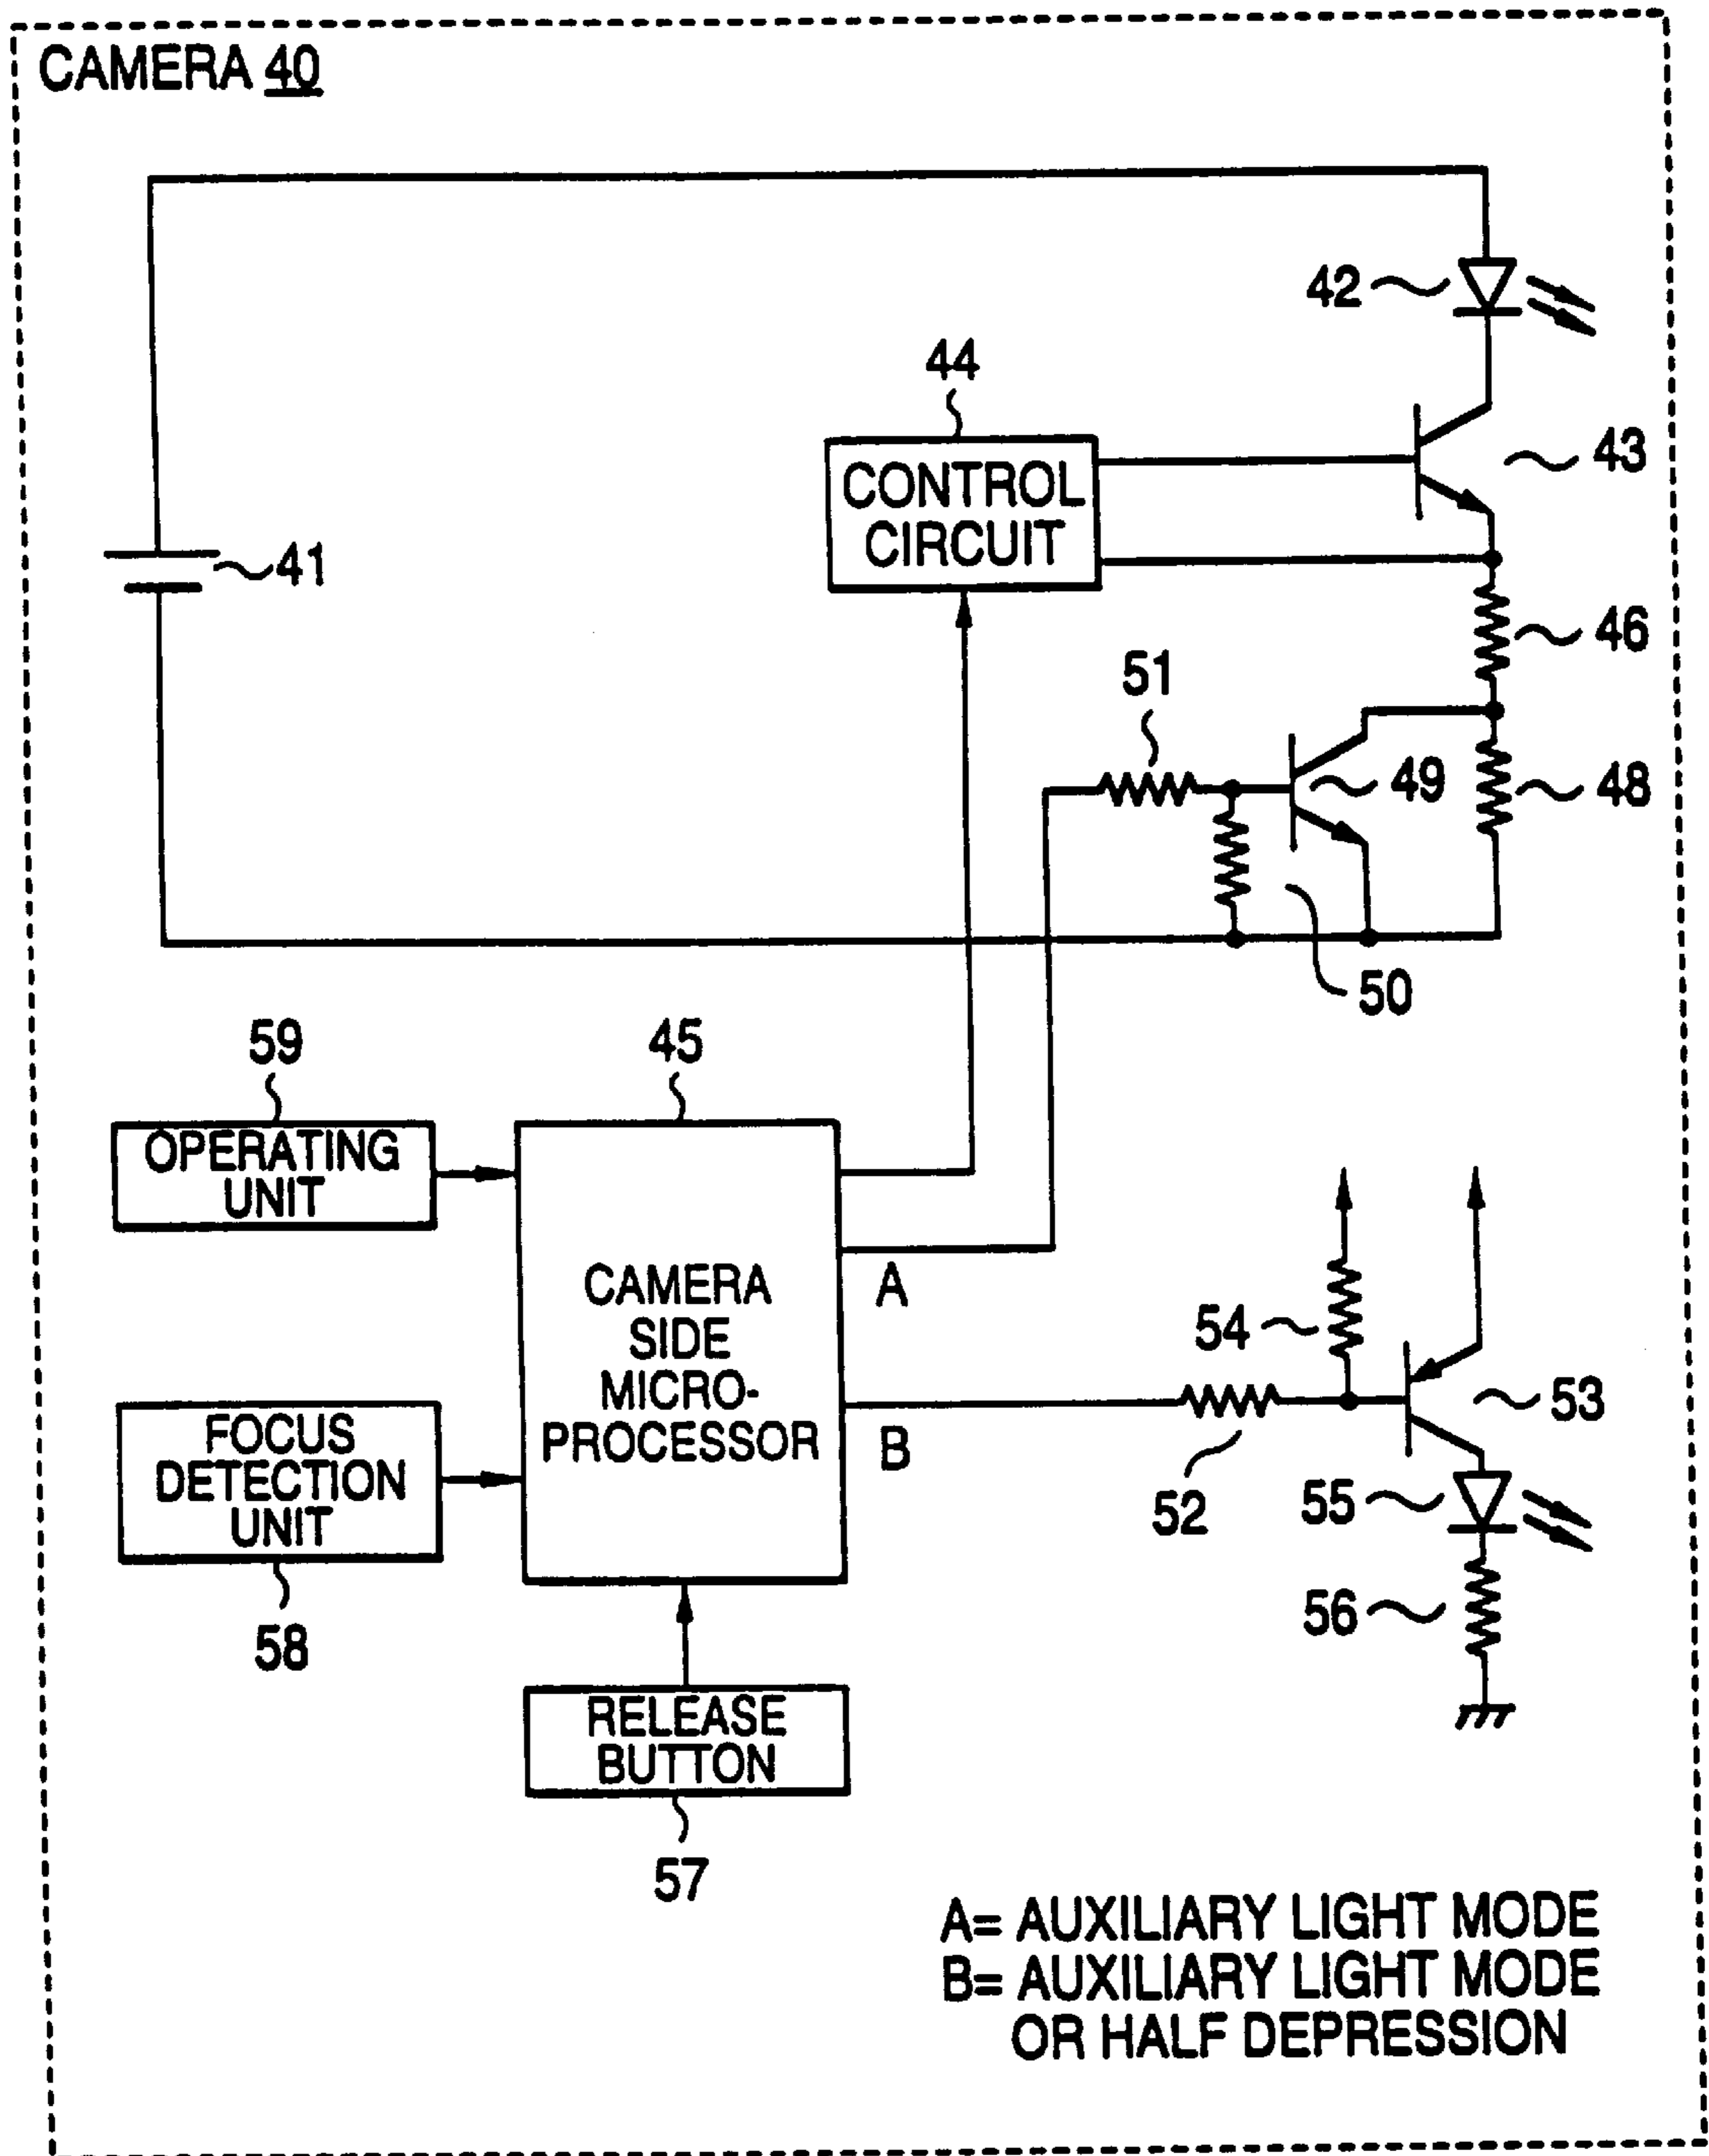 CAMERA 40
42
44
CONTROL
CIRCUIT
43
41
46
51
49
48
50
59
45
OPERATING
UNIT
A
CAMERA
SIDE
MICRO-
PROCESSOR
54
53
B
FOCUS
DETECTION
UNIT
52
55
56
58
RELEASE
BUTTON
57
A= AUXILIARY LIGHT MODE
B= AUXILIARY LIGHT MODE
OR HALF DEPRESSION